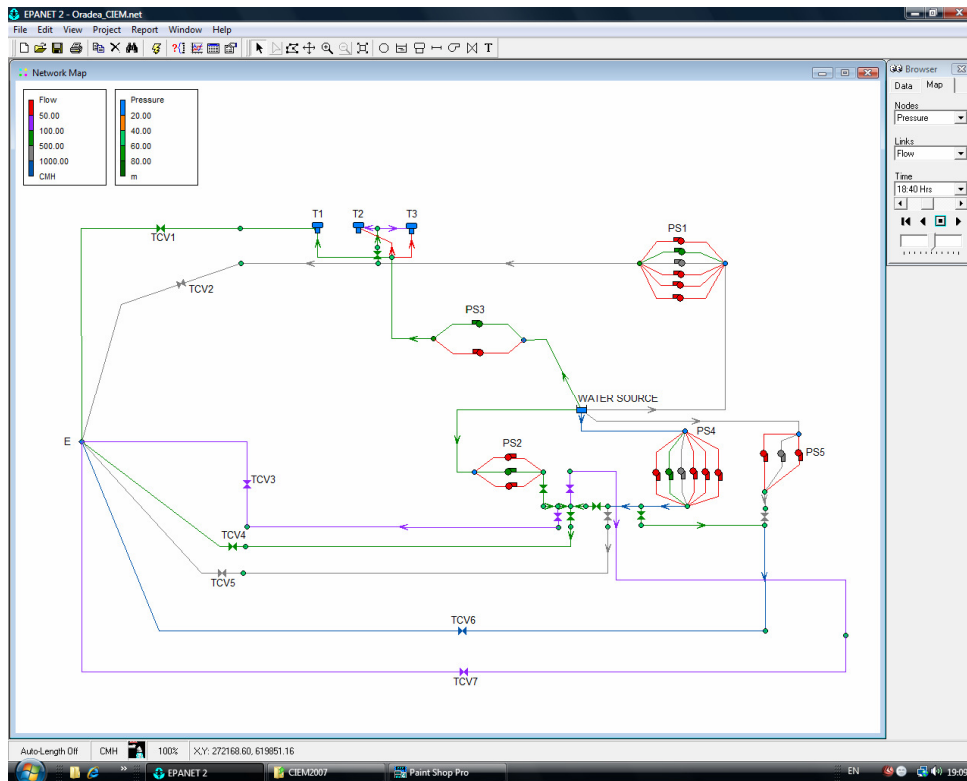 EPANET 2 - Oradea_CIEM.net
File Edit View Project Report Window Help
Network Map
Browser
Data Map
Nodes
Pressure
Links
Flow
Time
18:40 Hrs
Flow
50.00
100.00
500.00
1000.00
CMH
Pressure
20.00
40.00
60.00
80.00
m
T1 T2 T3
TCV1
PS1
TCV2
PS3
WATER SOURCE
E
PS4
PS2
PS5
TCV3
TCV4
TCV5
TCV6
TCV7
Auto-Length Off CMH 100% X,Y: 272168.60, 619851.16
» EPANET 2 CIEM2007 Paint Shop Pro EN 19:09